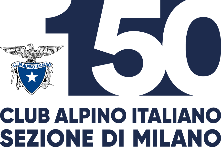 150
CLUB ALPINO ITALIANO
SEZIONE DI MILANO